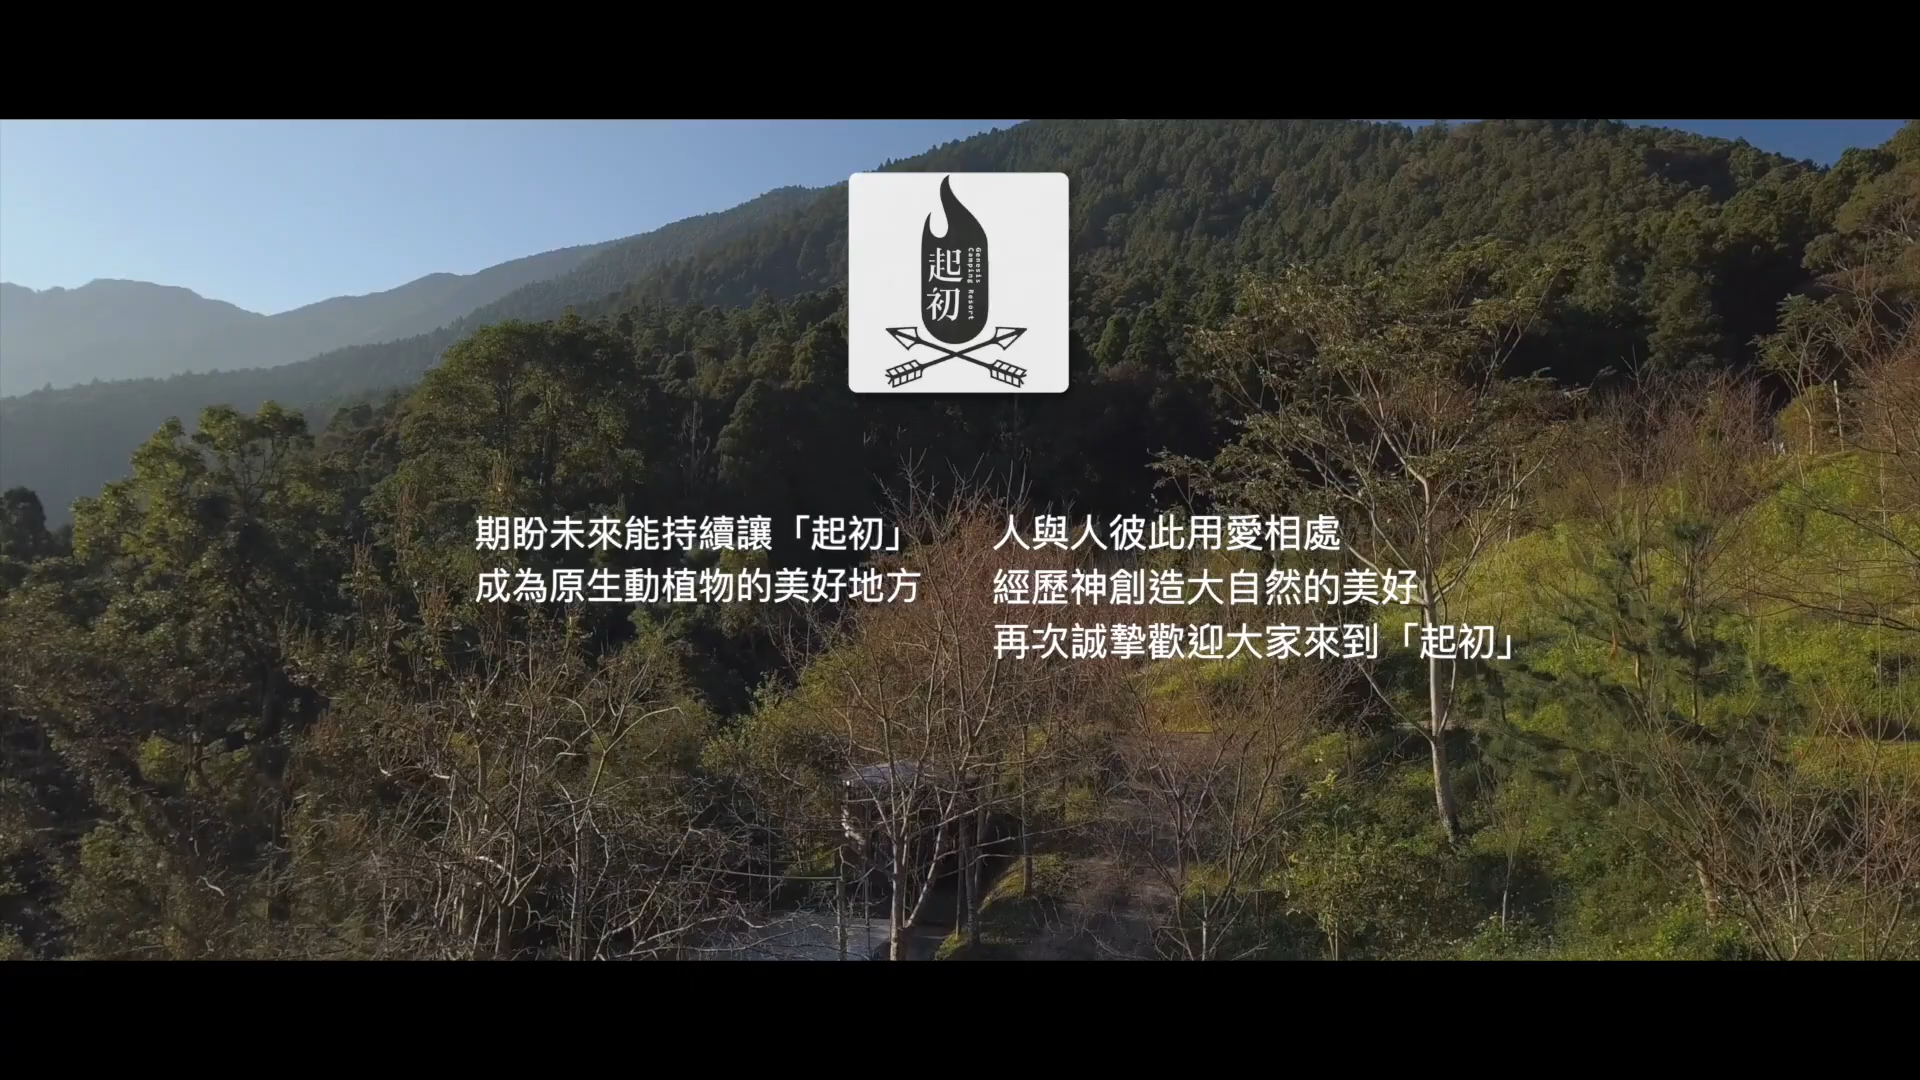 起初
Genesis
Camping Resort
期盼未來能持續讓「起初」
成為原生動植物的美好地方
人與人彼此用愛相處
經歷神創造大自然的美好
再次誠摯歡迎大家來到「起初」